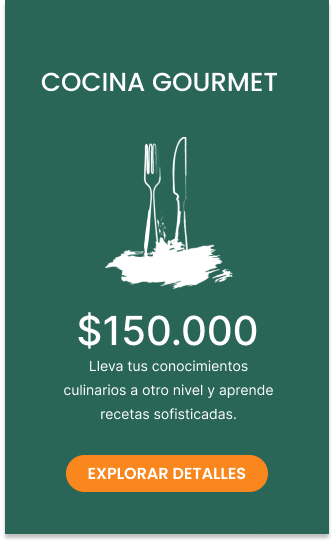 COCINA GOURMET
$150.000
Lleva tus conocimientos
culinarios a otro nivel y aprende
recetas sofisticadas.
EXPLORAR DETALLES